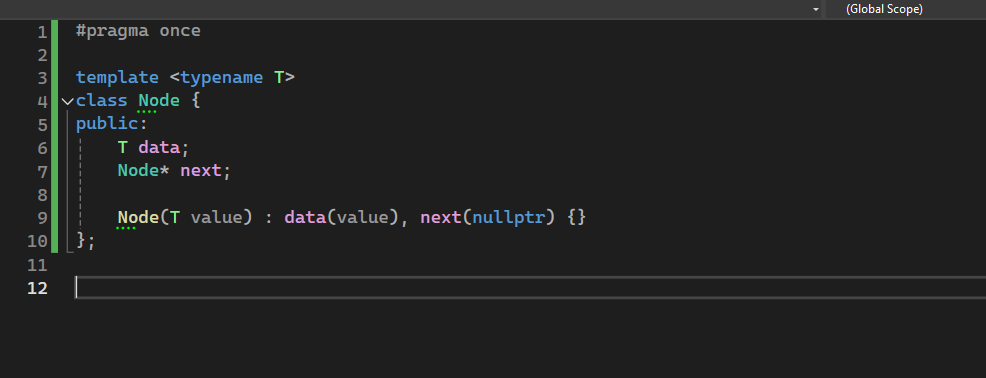 (Global Scope)
1 #pragma once
2
3 template <typename T>
4 class Node {
5 public:
6 T data;
7 Node* next;
8
9 Node(T value) : data(value), next(nullptr) {}
10 };
11
12